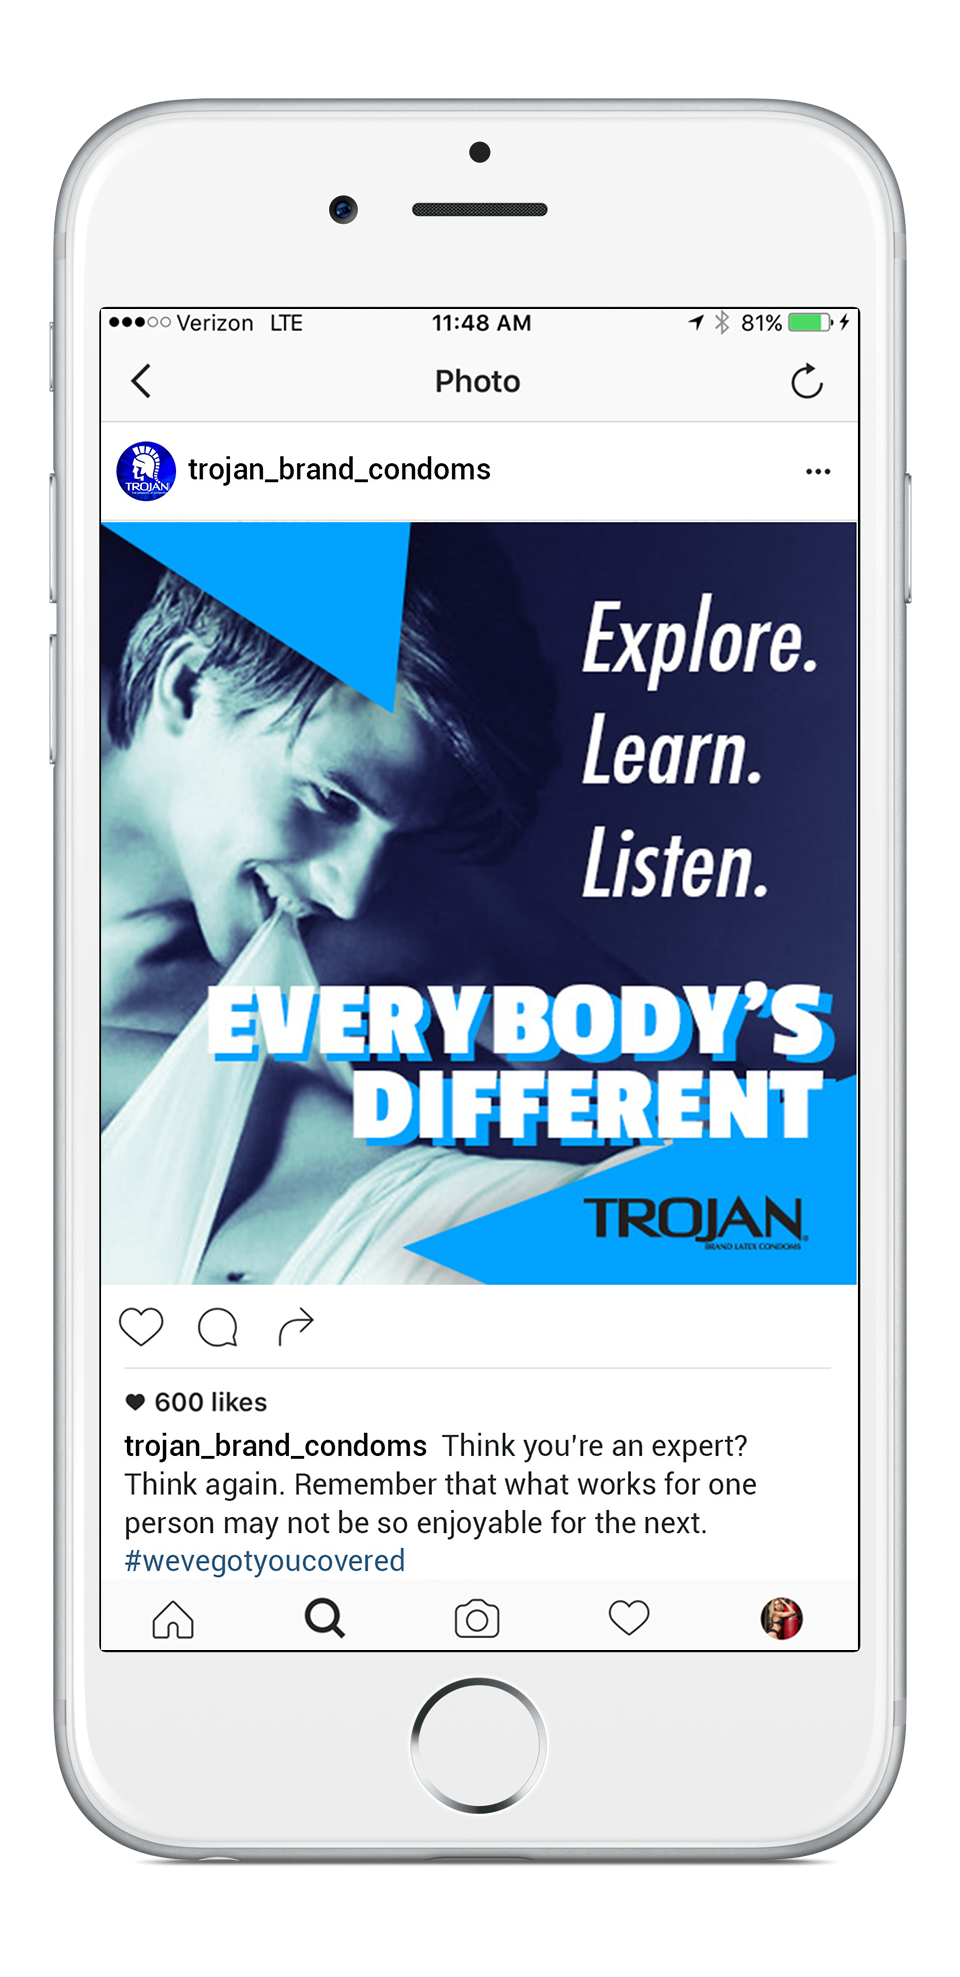 Verizon LTE 11:48 AM 81%
Photo
TROJAN
trojan_brand_condoms
Explore.
Learn.
Listen.
EVERYBODY'S
DIFFERENT
TROJAN®
BRAND LATEX CONDOMS
600 likes
trojan_brand_condoms Think you're an expert?
Think again. Remember that what works for one
person may not be so enjoyable for the next.
#wevegotyoucovered